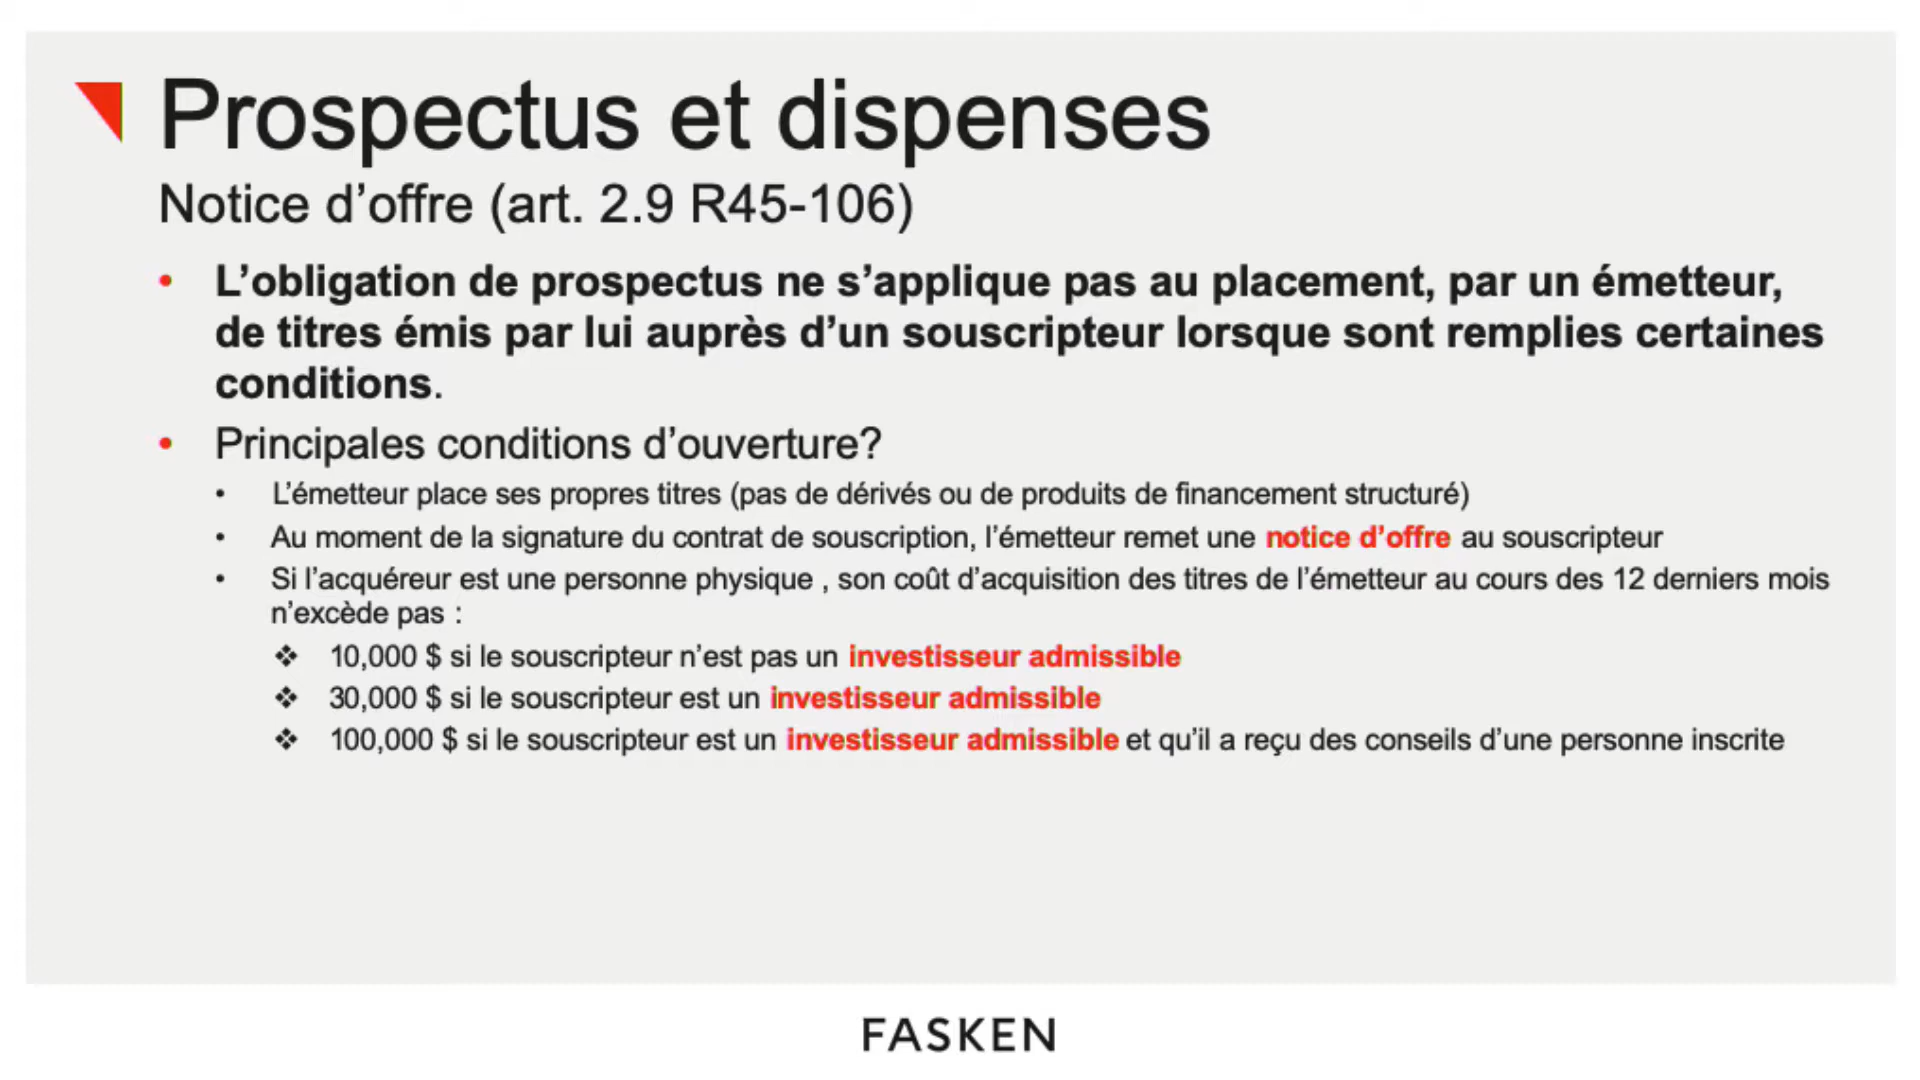 Prospectus et dispenses
Notice d’offre (art. 2.9 R45-106)
• L’obligation de prospectus ne s’applique pas au placement, par un émetteur,
de titres émis par lui auprès d’un souscripteur lorsque sont remplies certaines
conditions.
• Principales conditions d’ouverture?
• L’émetteur place ses propres titres (pas de dérivés ou de produits de financement structuré)
• Au moment de la signature du contrat de souscription, l’émetteur remet une notice d’offre au souscripteur
• Si l’acquéreur est une personne physique , son coût d’acquisition des titres de l’émetteur au cours des 12 derniers mois
n’excède pas :
❖ 10,000 $ si le souscripteur n’est pas un investisseur admissible
❖ 30,000 $ si le souscripteur est un investisseur admissible
❖ 100,000 $ si le souscripteur est un investisseur admissible et qu’il a reçu des conseils d’une personne inscrite
FASKEN